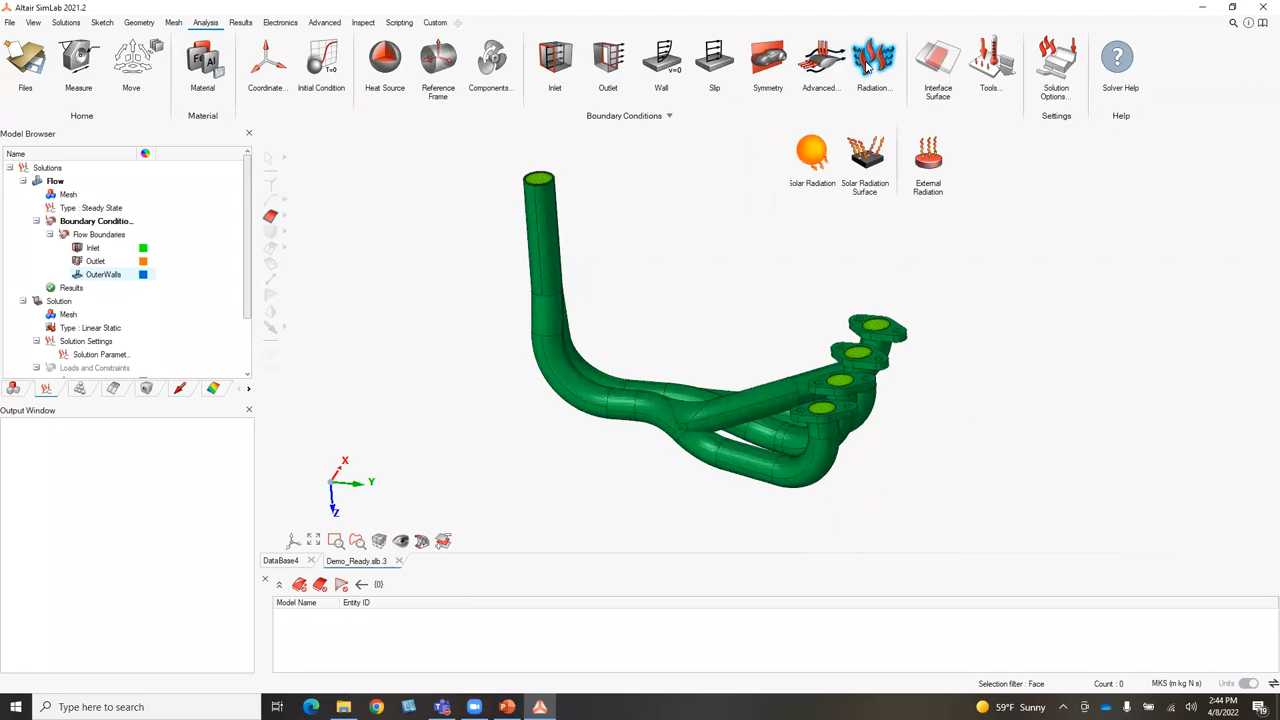 Altair SimLab 2021.2
File View Solutions Sketch Geometry Mesh Analysis Results Electronics Advanced Inspect Scripting Custom
Files Measure Move Material Coordinate... Initial Condition Heat Source Reference Frame Components... Inlet Outlet Wall Slip Symmetry Advanced... Radiation... Interface Surface Tools... Solution Options... Solver Help
v=0
T=0
Fe Al
Home Material Boundary Conditions Settings Help
Model Browser
Name
Solutions
Flow
Mesh
Type : Steady State
Boundary Conditio...
Flow Boundaries
Inlet
Outlet
OuterWalls
Results
Solution
Mesh
Type : Linear Static
Solution Settings
Solution Paramet...
Loads and Constraints
olar Radiation Solar Radiation Surface External Radiation
Output Window
X
Y
Z
DataBase4 Demo_Ready.slb.3
{0}
Model Name Entity ID
Selection filter : Face Count : 0 MKS (m kg N s) Units
Type here to search
59°F Sunny
2:44 PM
4/8/2022